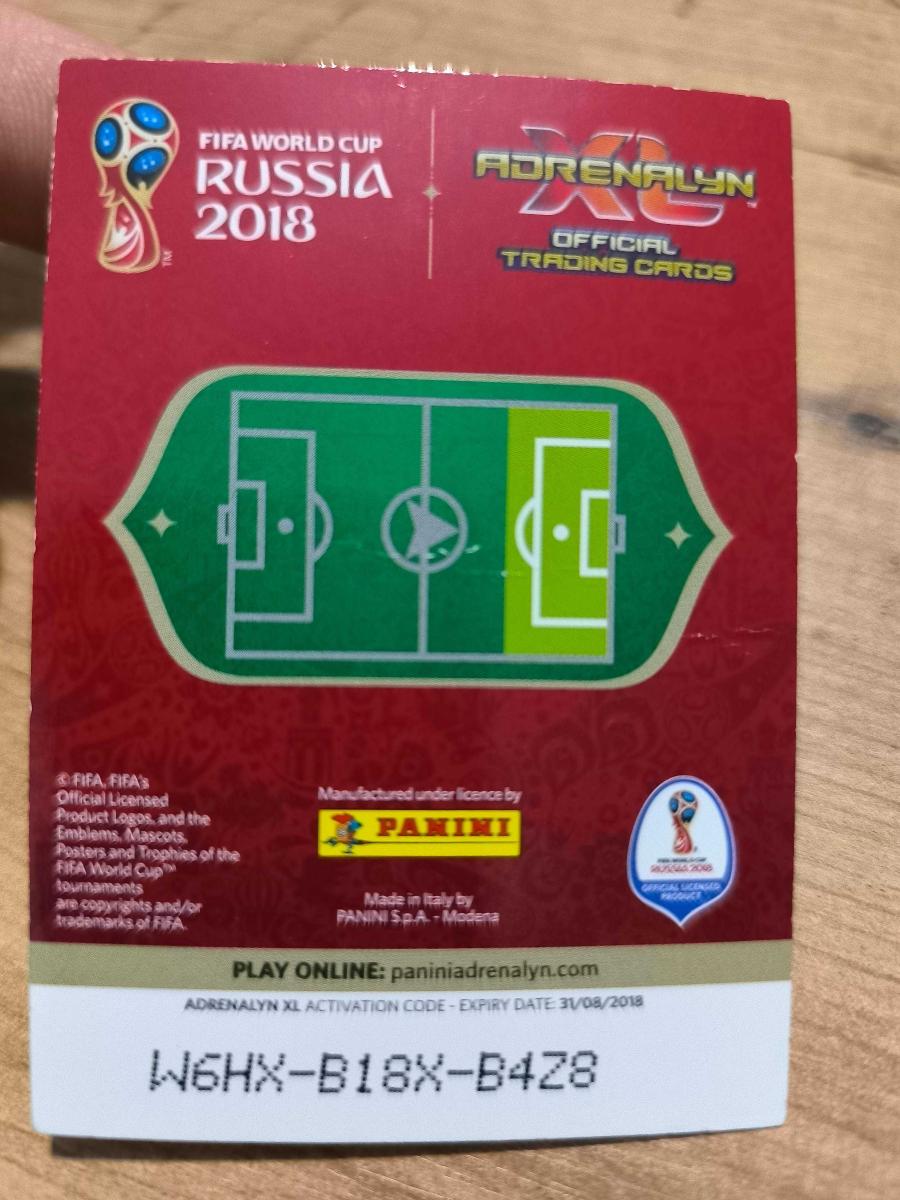 FIFA WORLD CUP
RUSSIA
2018
TM
ADRENALYN
XL
TM
OFFICIAL
TRADING CARDS
© FIFA, FIFA's
Official Licensed
Product Logos, and the
Emblems, Mascots,
Posters and Trophies of the
FIFA World Cup™
tournaments
are copyrights and/or
trademarks of FIFA.
Manufactured under licence by
PANINI
Made in Italy by
PANINI S.p.A. - Modena
FIFA WORLD CUP
RUSSIA 2018
OFFICIAL LICENSED
PRODUCT
PLAY ONLINE: paniniadrenalyn.com
ADRENALYN XL ACTIVATION CODE - EXPIRY DATE: 31/08/2018
W6HX-B18X-B4Z8